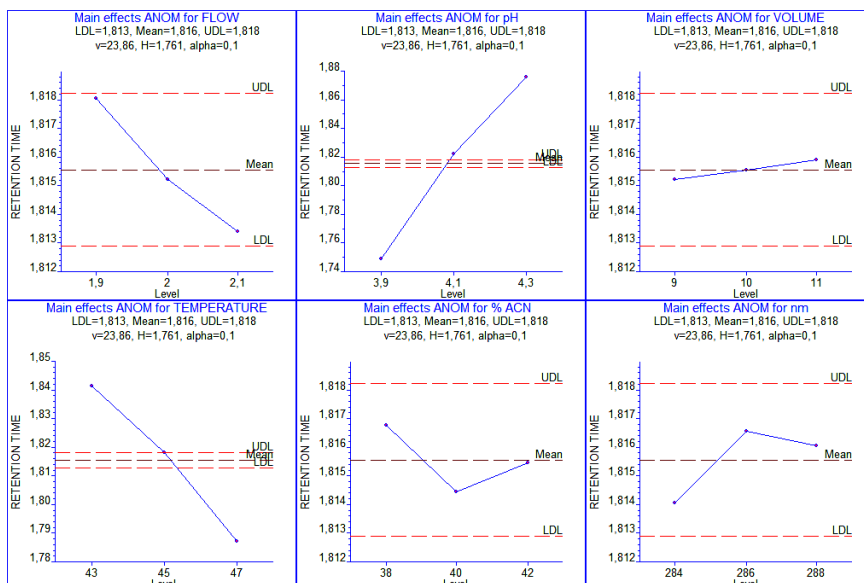 Main effects ANOM for FLOW
LDL=1,813, Mean=1,816, UDL=1,818
v=23,86, H=1,761, alpha=0,1
RETENTION TIME
1,818
1,817
1,816
1,815
1,814
1,813
1,812
UDL
Mean
LDL
1,9
2
2,1
Level
Main effects ANOM for pH
LDL=1,813, Mean=1,816, UDL=1,818
v=23,86, H=1,761, alpha=0,1
RETENTION TIME
1,88
1,86
1,84
1,82
1,80
1,78
1,76
1,74
UDL
Mean
LDL
3,9
4,1
4,3
Level
Main effects ANOM for VOLUME
LDL=1,813, Mean=1,816, UDL=1,818
v=23,86, H=1,761, alpha=0,1
RETENTION TIME
1,818
1,817
1,816
1,815
1,814
1,813
1,812
UDL
Mean
LDL
9
10
11
Level
Main effects ANOM for TEMPERATURE
LDL=1,813, Mean=1,816, UDL=1,818
v=23,86, H=1,761, alpha=0,1
RETENTION TIME
1,85
1,84
1,83
1,82
1,81
1,80
1,79
1,78
UDL
Mean
LDL
43
45
47
Level
Main effects ANOM for % ACN
LDL=1,813, Mean=1,816, UDL=1,818
v=23,86, H=1,761, alpha=0,1
RETENTION TIME
1,818
1,817
1,816
1,815
1,814
1,813
1,812
UDL
Mean
LDL
38
40
42
Level
Main effects ANOM for nm
LDL=1,813, Mean=1,816, UDL=1,818
v=23,86, H=1,761, alpha=0,1
RETENTION TIME
1,818
1,817
1,816
1,815
1,814
1,813
1,812
UDL
Mean
LDL
284
286
288
Level